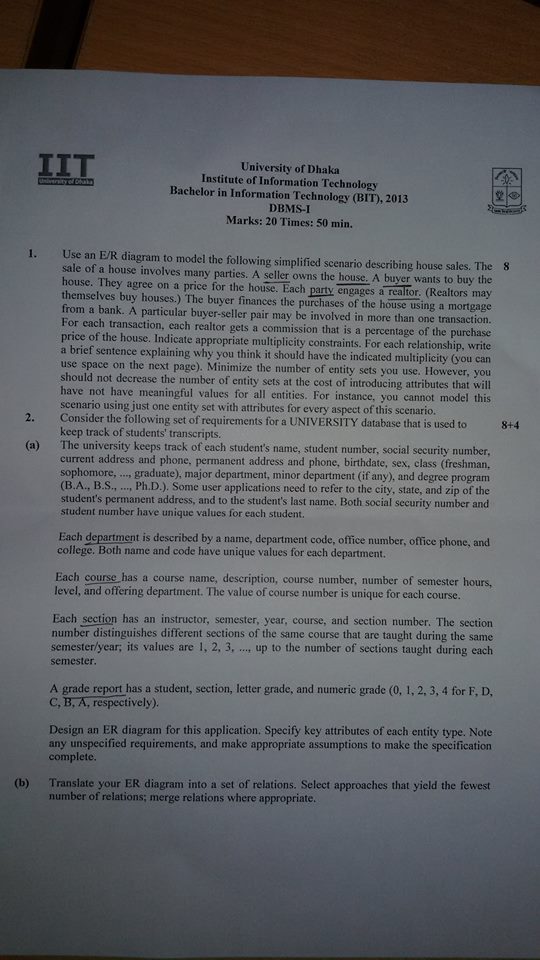 IIT
University of Dhaka
University of Dhaka
Institute of Information Technology
Bachelor in Information Technology (BIT), 2013
DBMS-I
Marks: 20 Times: 50 min.
1. Use an E/R diagram to model the following simplified scenario describing house sales. The 8
sale of a house involves many parties. A seller owns the house. A buyer wants to buy the
house. They agree on a price for the house. Each party engages a realtor. (Realtors may
themselves buy houses.) The buyer finances the purchases of the house using a mortgage
from a bank. A particular buyer-seller pair may be involved in more than one transaction.
For each transaction, each realtor gets a commission that is a percentage of the purchase
price of the house. Indicate appropriate multiplicity constraints. For each relationship, write
a brief sentence explaining why you think it should have the indicated multiplicity (you can
use space on the next page). Minimize the number of entity sets you use. However, you
should not decrease the number of entity sets at the cost of introducing attributes that will
have not have meaningful values for all entities. For instance, you cannot model this
scenario using just one entity set with attributes for every aspect of this scenario.
2. Consider the following set of requirements for a UNIVERSITY database that is used to 8+4
keep track of students' transcripts.
(a) The university keeps track of each student's name, student number, social security number,
current address and phone, permanent address and phone, birthdate, sex, class (freshman,
sophomore, ..., graduate), major department, minor department (if any), and degree program
(B.A., B.S., ..., Ph.D.). Some user applications need to refer to the city, state, and zip of the
student's permanent address, and to the student's last name. Both social security number and
student number have unique values for each student.
Each department is described by a name, department code, office number, office phone, and
college. Both name and code have unique values for each department.
Each course has a course name, description, course number, number of semester hours,
level, and offering department. The value of course number is unique for each course.
Each section has an instructor, semester, year, course, and section number. The section
number distinguishes different sections of the same course that are taught during the same
semester/year; its values are 1, 2, 3, ..., up to the number of sections taught during each
semester.
A grade report has a student, section, letter grade, and numeric grade (0, 1, 2, 3, 4 for F, D,
C, B, A, respectively).
Design an ER diagram for this application. Specify key attributes of each entity type. Note
any unspecified requirements, and make appropriate assumptions to make the specification
complete.
(b) Translate your ER diagram into a set of relations. Select approaches that yield the fewest
number of relations; merge relations where appropriate.